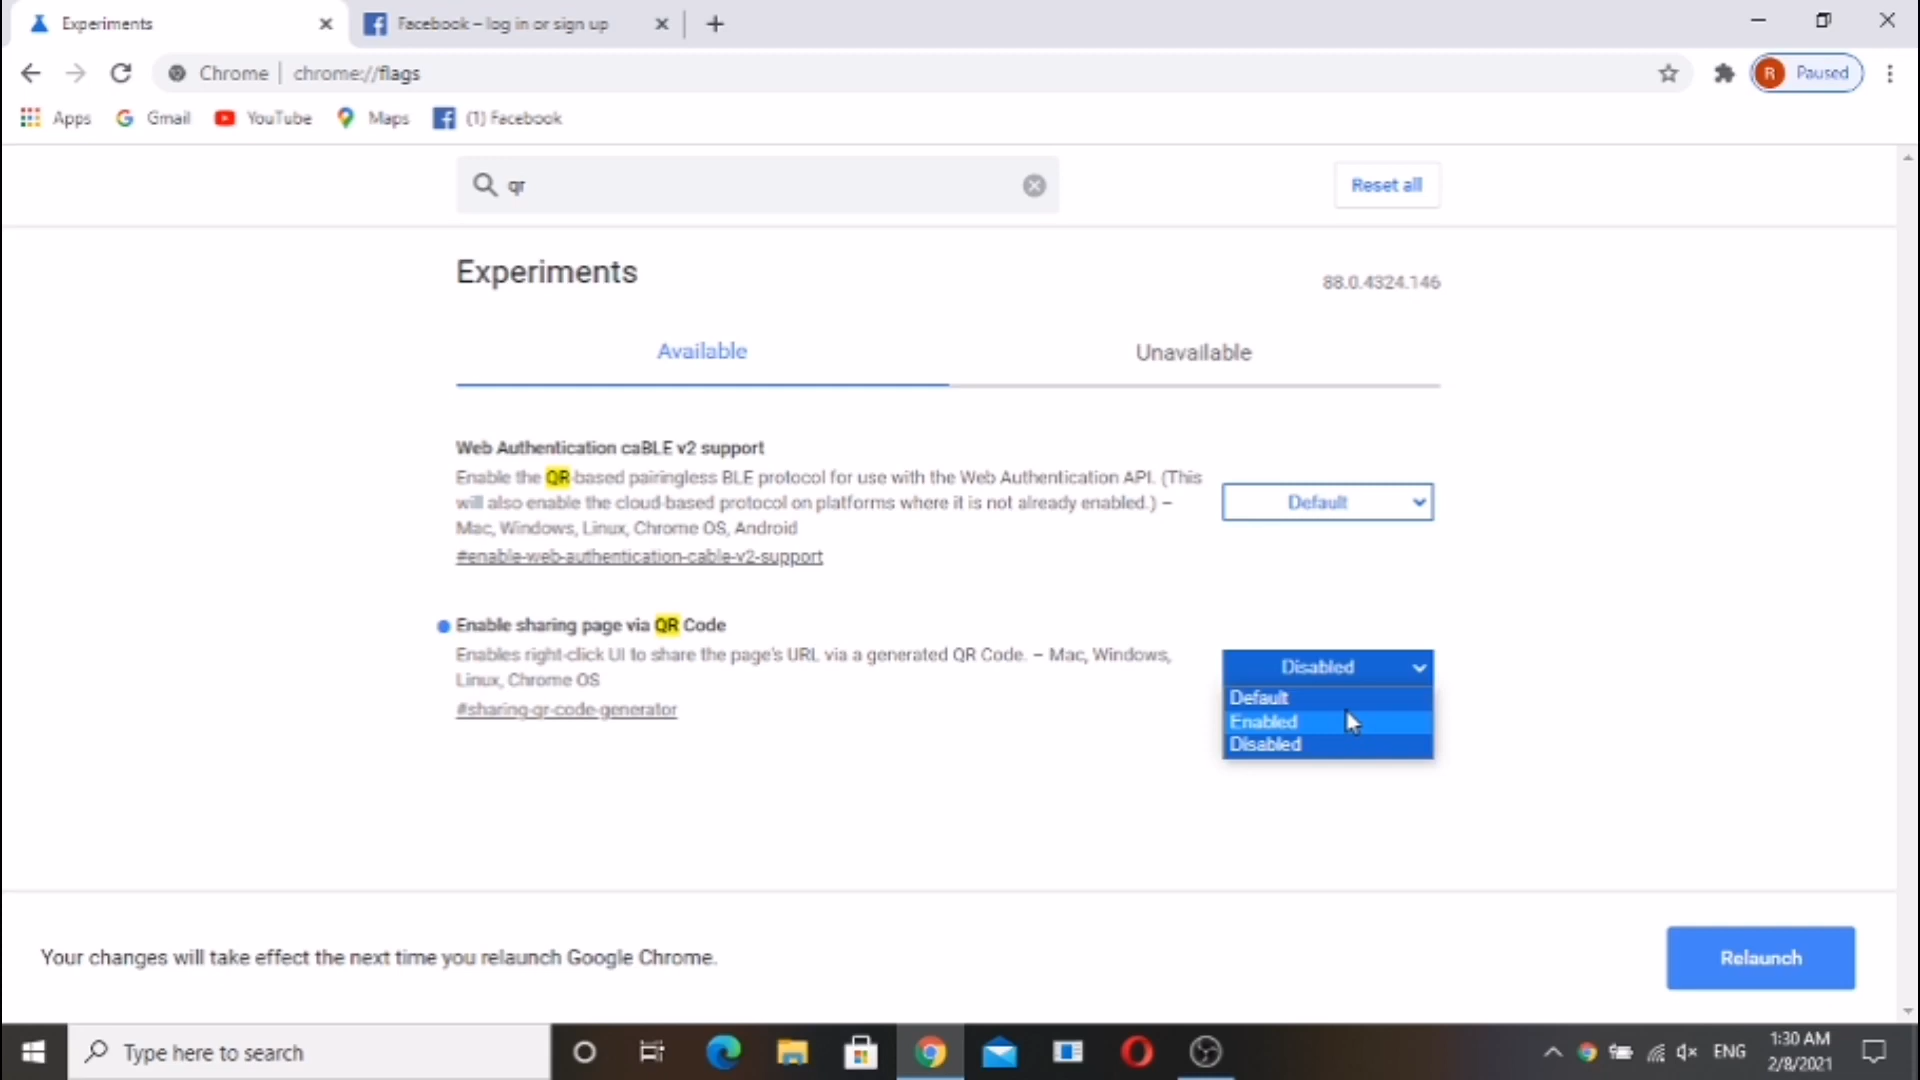 Experiments
Facebook – log in or sign up
Chrome | chrome://flags
Paused
R
Apps
Gmail
YouTube
Maps
(1) Facebook
qr
Reset all
Experiments
88.0.4324.146
Available
Unavailable
Web Authentication caBLE v2 support
Enable the QR-based pairingless BLE protocol for use with the Web Authentication API. (This
will also enable the cloud-based protocol on platforms where it is not already enabled.) –
Mac, Windows, Linux, Chrome OS, Android
#enable-web-authentication-cable-v2-support
Default
Enable sharing page via QR Code
Enables right-click UI to share the page's URL via a generated QR Code. – Mac, Windows,
Linux, Chrome OS
#sharing-qr-code-generator
Disabled
Default
Enabled
Disabled
Your changes will take effect the next time you relaunch Google Chrome.
Relaunch
Type here to search
ENG
1:30 AM
2/8/2021